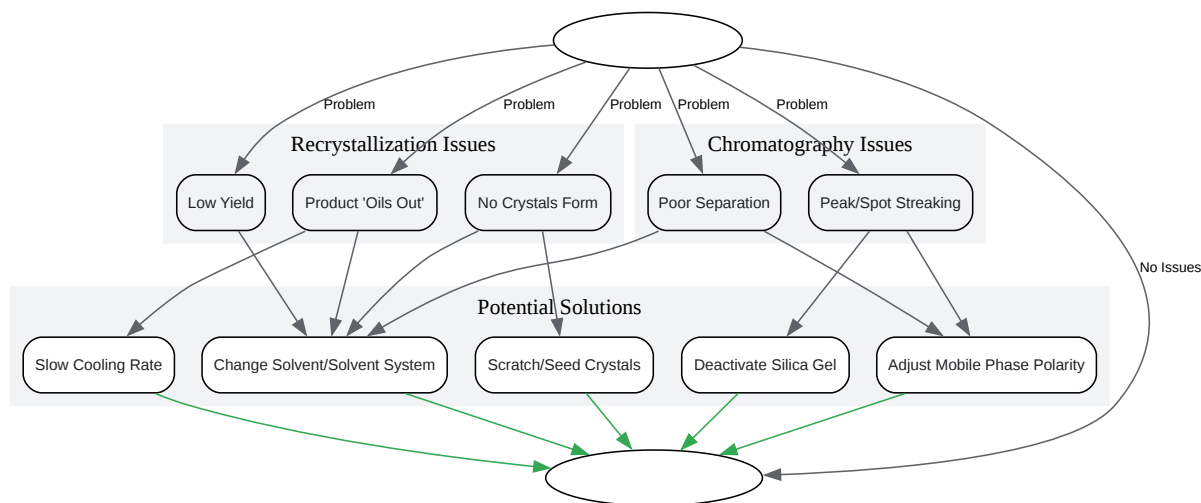 Problem
Problem
Problem
Problem
Problem
Recrystallization Issues
Chromatography Issues
Low Yield
Product 'Oils Out'
No Crystals Form
Poor Separation
Peak/Spot Streaking
No Issues
Potential Solutions
Slow Cooling Rate
Change Solvent/Solvent System
Scratch/Seed Crystals
Deactivate Silica Gel
Adjust Mobile Phase Polarity